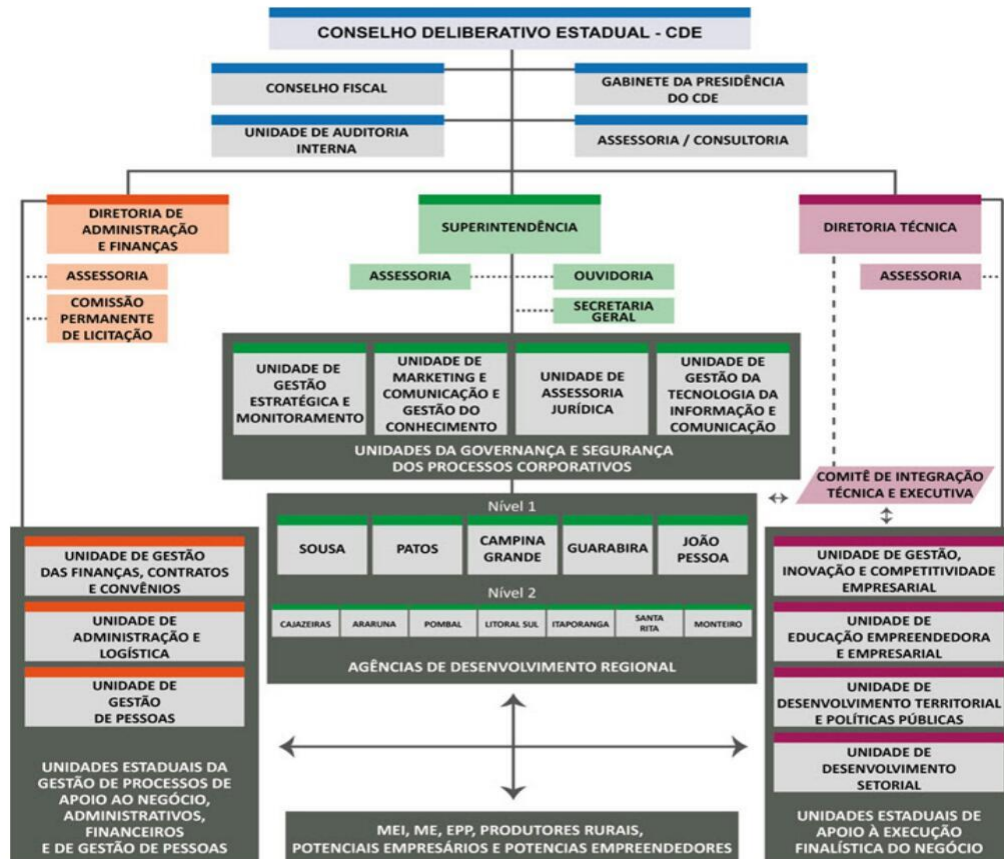 CONSELHO DELIBERATIVO ESTADUAL - CDE
CONSELHO FISCAL
GABINETE DA PRESIDÊNCIA
DO CDE
UNIDADE DE AUDITORIA
INTERNA
ASSESSORIA / CONSULTORIA
DIRETORIA DE
ADMINISTRAÇÃO
E FINANÇAS
SUPERINTENDÊNCIA
DIRETORIA TÉCNICA
ASSESSORIA
COMISSÃO
PERMANENTE
DE LICITAÇÃO
ASSESSORIA
OUVIDORIA
SECRETARIA
GERAL
ASSESSORIA
UNIDADE DE
GESTÃO
ESTRATÉGICA E
MONITORAMENTO
UNIDADE DE
MARKETING E
COMUNICAÇÃO E
GESTÃO DO
CONHECIMENTO
UNIDADE DE
ASSESSORIA
JURÍDICA
UNIDADE DE
GESTÃO DA
TECNOLOGIA DA
INFORMAÇÃO E
COMUNICAÇÃO
UNIDADES DA GOVERNANÇA E SEGURANÇA
DOS PROCESSOS CORPORATIVOS
COMITÊ DE INTEGRAÇÃO
TÉCNICA E EXECUTIVA
Nível 1
SOUSA
PATOS
CAMPINA
GRANDE
GUARABIRA
JOÃO
PESSOA
Nível 2
CAJAZEIRAS
ARARUNA
POMBAL
LITORAL SUL
ITAPORANGA
SANTA
RITA
MONTEIRO
AGÊNCIAS DE DESENVOLVIMENTO REGIONAL
UNIDADE DE GESTÃO
DAS FINANÇAS, CONTRATOS
E CONVÊNIOS
UNIDADE DE
ADMINISTRAÇÃO E
LOGÍSTICA
UNIDADE DE
GESTÃO
DE PESSOAS
UNIDADES ESTADUAIS DA
GESTÃO DE PROCESSOS DE
APOIO AO NEGÓCIO,
ADMINISTRATIVOS,
FINANCEIROS
E DE GESTÃO DE PESSOAS
UNIDADE DE GESTÃO,
INOVAÇÃO E COMPETITIVIDADE
EMPRESARIAL
UNIDADE DE
EDUCAÇÃO EMPREENDEDORA
E EMPRESARIAL
UNIDADE DE
DESENVOLVIMENTO TERRITORIAL
E POLÍTICAS PÚBLICAS
UNIDADE DE
DESENVOLVIMENTO
SETORIAL
UNIDADES ESTADUAIS DE
APOIO À EXECUÇÃO
FINALÍSTICA DO NEGÓCIO
MEI, ME, EPP, PRODUTORES RURAIS,
POTENCIAIS EMPRESÁRIOS E POTENCIAS EMPREENDEDORES